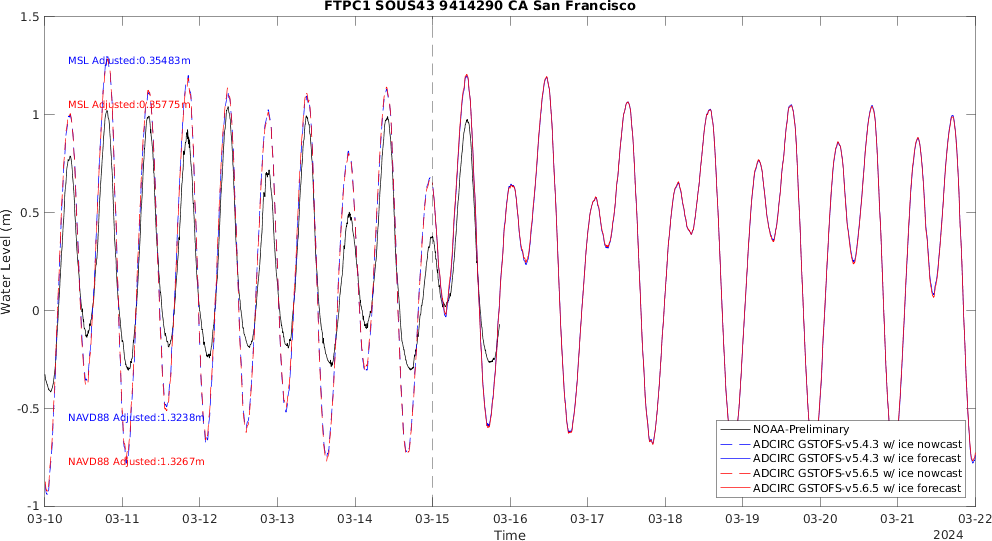 FTPC1 SOUS43 9414290 CA San Francisco
1.5
MSL Adjusted:0.35483m
MSL Adjusted:0.35775m
1
0.5
Water Level (m)
0
-0.5
NAVD88 Adjusted:1.3238m
NAVD88 Adjusted:1.3267m
-1
NOAA-Preliminary
ADCIRC GSTOFS-v5.4.3 w/ ice nowcast
ADCIRC GSTOFS-v5.4.3 w/ ice forecast
ADCIRC GSTOFS-v5.6.5 w/ ice nowcast
ADCIRC GSTOFS-v5.6.5 w/ ice forecast
03-10 03-11 03-12 03-13 03-14 03-15 03-16 03-17 03-18 03-19 03-20 03-21 03-22
Time
2024